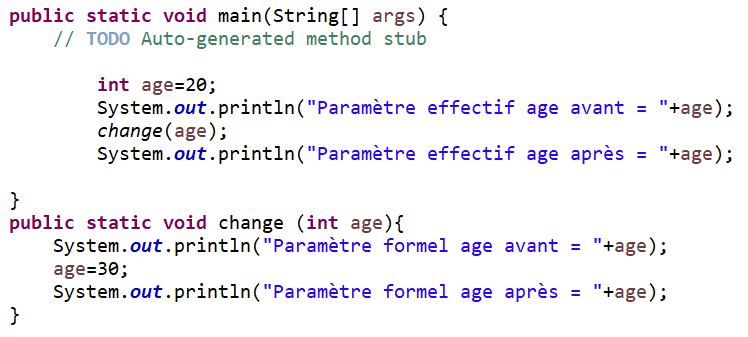 public static void main(String[] args) {
// TODO Auto-generated method stub
int age=20;
System.out.println("Paramètre effectif age avant = "+age);
change(age);
System.out.println("Paramètre effectif age après = "+age);
}
public static void change (int age){
System.out.println("Paramètre formel age avant = "+age);
age=30;
System.out.println("Paramètre formel age après = "+age);
}